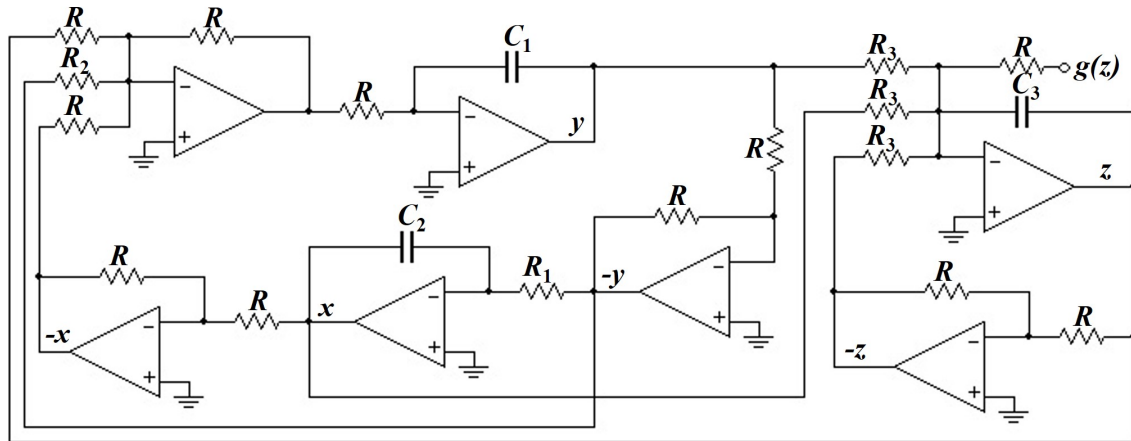 R
R
R₂
R
R
C₁
y
R₃
R
g(z)
C₃
R₃
R₃
R
z
R
C₂
R
R
x
R₁
-y
R
R
-x
-z
-
+
-
+
-
+
-
+
-
+
-
+
-
+